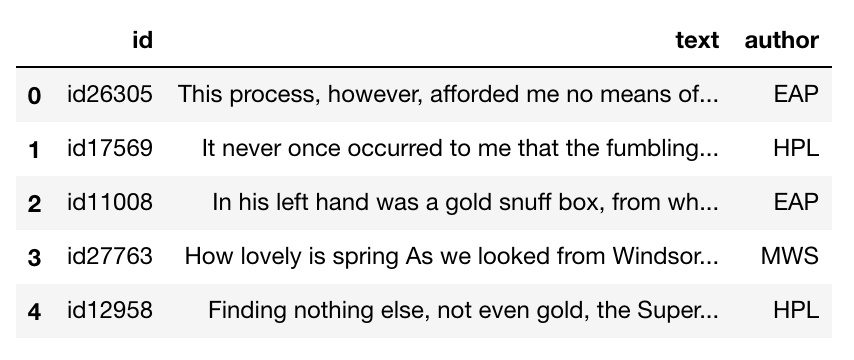 id text author
0 id26305 This process, however, afforded me no means of... EAP
1 id17569 It never once occurred to me that the fumbling... HPL
2 id11008 In his left hand was a gold snuff box, from wh... EAP
3 id27763 How lovely is spring As we looked from Windsor... MWS
4 id12958 Finding nothing else, not even gold, the Super... HPL